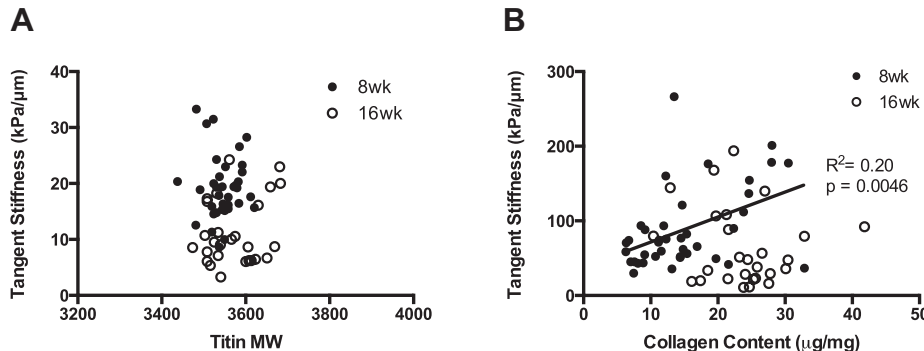 A
Tangent Stiffness (kPa/μm)
40
30
20
10
0
3200
3400
3600
3800
4000
Titin MW
8wk
16wk
B
Tangent Stiffness (kPa/μm)
300
200
100
0
0
10
20
30
40
50
Collagen Content (μg/mg)
8wk
16wk
R²= 0.20
p = 0.0046